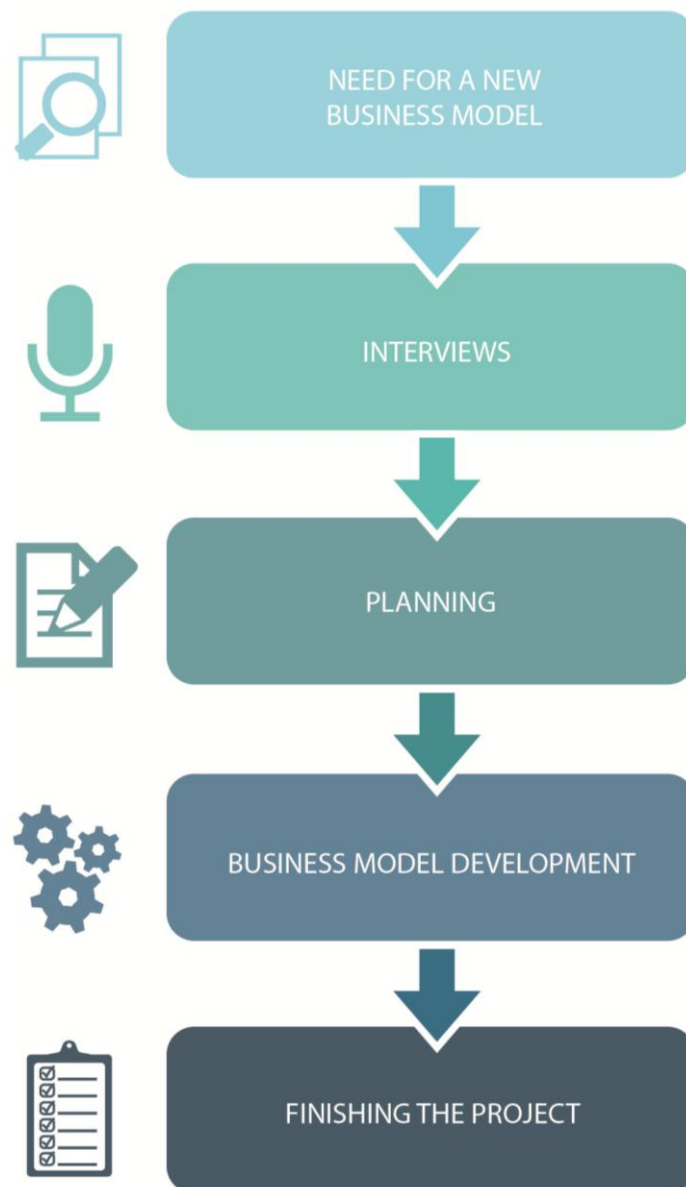 NEED FOR A NEW
BUSINESS MODEL
INTERVIEWS
PLANNING
BUSINESS MODEL DEVELOPMENT
FINISHING THE PROJECT